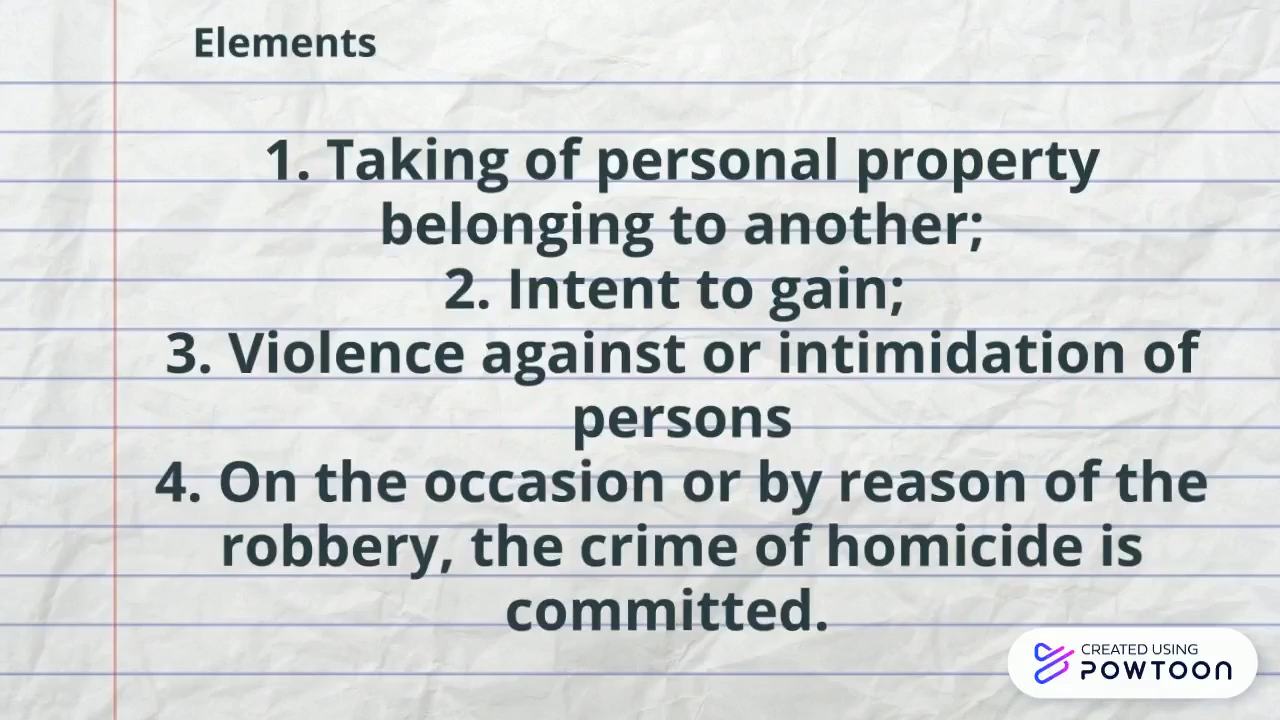 Elements
1. Taking of personal property
belonging to another;
2. Intent to gain;
3. Violence against or intimidation of
persons
4. On the occasion or by reason of the
robbery, the crime of homicide is
committed.
CREATED USING
POWTOON